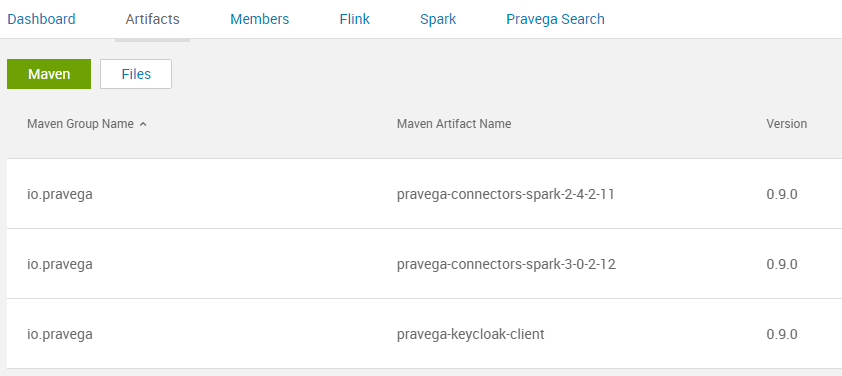 Dashboard Artifacts Members Flink Spark Pravega Search
Maven Files
Maven Group Name Maven Artifact Name Version
io.pravega pravega-connectors-spark-2-4-2-11 0.9.0
io.pravega pravega-connectors-spark-3-0-2-12 0.9.0
io.pravega pravega-keycloak-client 0.9.0